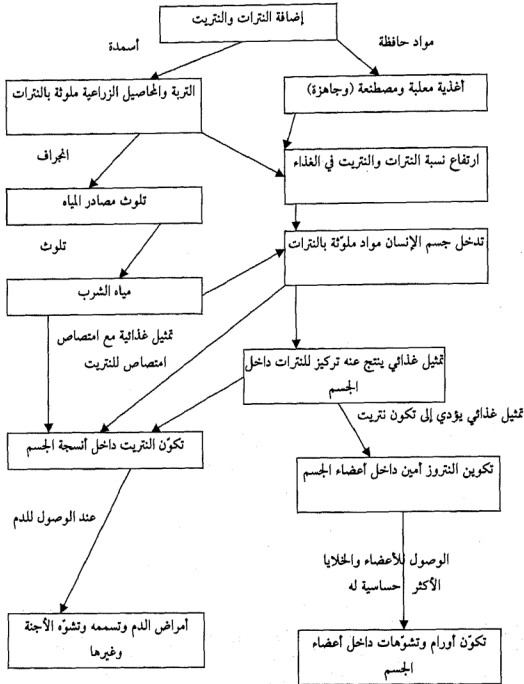 إضافة النترات والنتريت
أسمدة
مواد حافظة
التربة والمحاصيل الزراعية ملوثة بالنترات
أغذية معلبة ومصطنعة (وجاهزة)
انجراف
ارتفاع نسبة النترات والنتريت في الغذاء
تلوث مصادر المياه
تلوث
تدخل جسم الإنسان مواد ملوّثة بالنترات
مياه الشرب
تمثيل غذائية مع امتصاص
امتصاص للنتريت
تمثيل غذائي ينتج عنه تركيز للنترات داخل
الجسم
تمثيل غذائي يؤدي إلى تكون نتريت
تكوّن النتريت داخل أنسجة الجسم
تكوين النتروز أمين داخل أعضاء الجسم
عند الوصول للدم
الوصول للأعضاء والخلايا
الأكثر حساسية له
أمراض الدم وتسممه وتشوّه الأجنة
وغيرها
تكوّن أورام وتشوّهات داخل أعضاء
الجسم